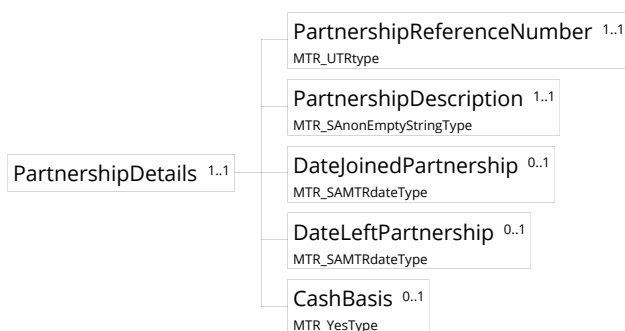 PartnershipReferenceNumber 1..1
MTR_UTRtype
PartnershipDescription 1..1
MTR_SAnonEmptyStringType
PartnershipDetails 1..1
DateJoinedPartnership 0..1
MTR_SAMTRdateType
DateLeftPartnership 0..1
MTR_SAMTRdateType
CashBasis 0..1
MTR_YesType